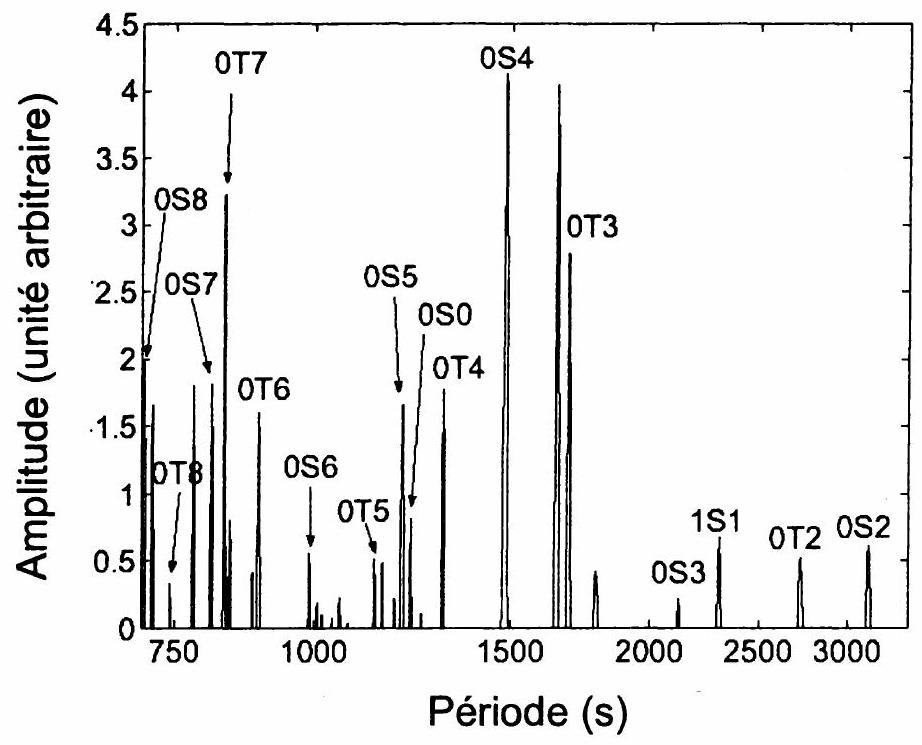 Amplitude (unité arbitraire)
4.5
4
3.5
3
2.5
2
1.5
1
0.5
0
0T7
0S4
0S8
0T3
0S7
0S5
0S0
0T4
0T6
0T8
0S6
0T5
1S1
0T2
0S2
0S3
750
1000
1500
2000
2500
3000
Période (s)